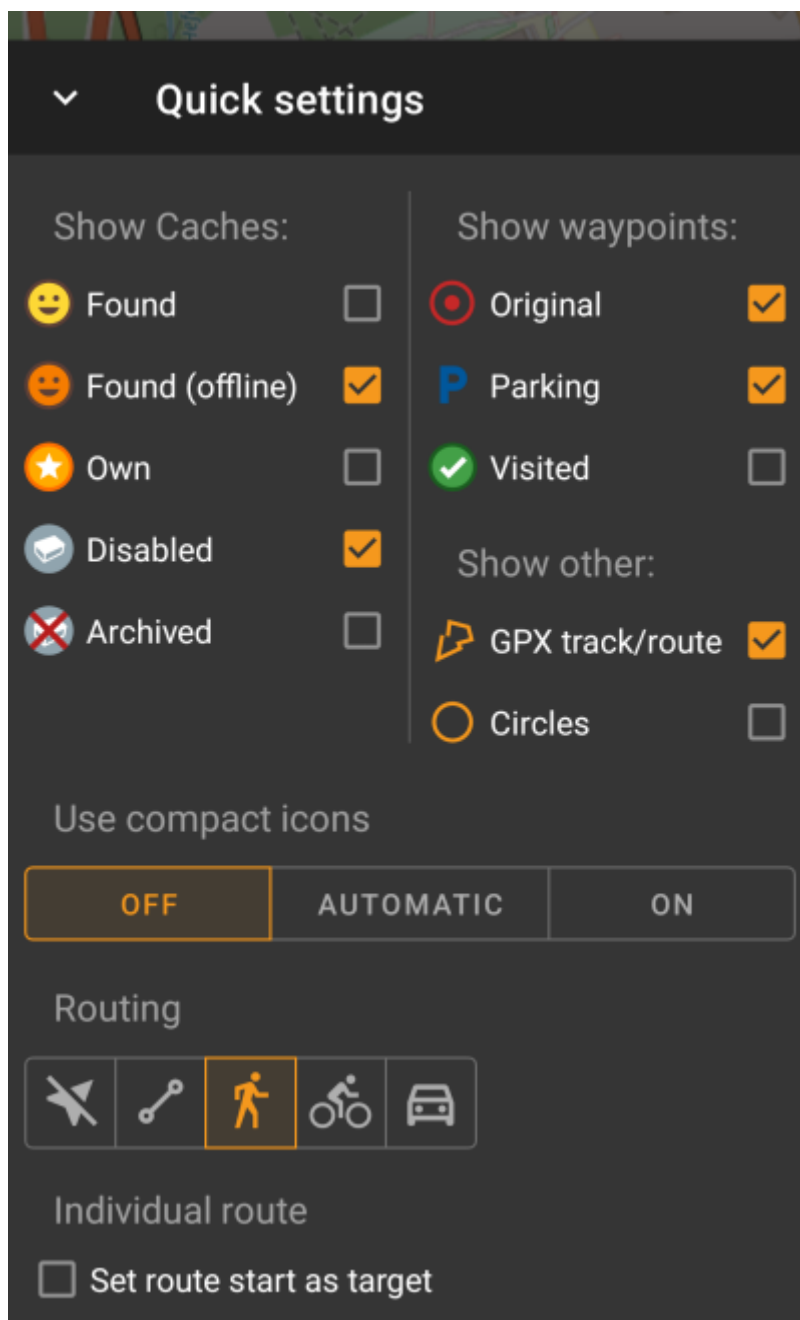 Quick settings
Show Caches:
Found
Found (offline)
Own
Disabled
Archived
Show waypoints:
Original
P Parking
Visited
Show other:
GPX track/route
Circles
Use compact icons
OFF AUTOMATIC ON
Routing
Individual route
Set route start as target